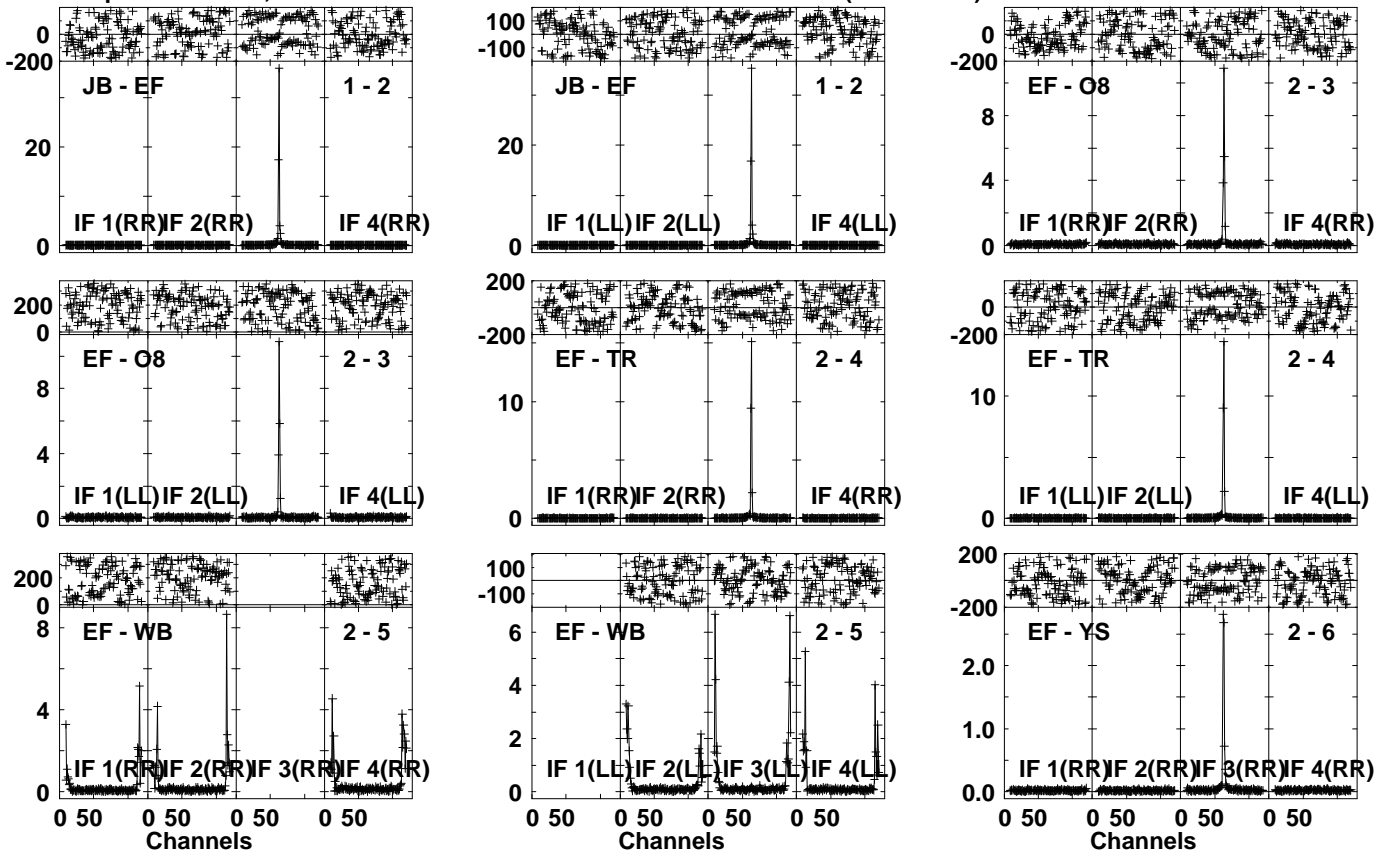 100
0
0
0
-200
-100
-200
JB - EF 1 - 2
JB - EF 1 - 2
EF - O8 2 - 3
20
20
8
4
IF 1(RR) IF 2(RR) IF 4(RR)
IF 1(LL) IF 2(LL) IF 4(LL)
IF 1(RR) IF 2(RR) IF 4(RR)
0
0
0
200
0
200
-200
0
-200
EF - O8 2 - 3
EF - TR 2 - 4
EF - TR 2 - 4
8
4
10
10
IF 1(LL) IF 2(LL) IF 4(LL)
IF 1(RR) IF 2(RR) IF 4(RR)
IF 1(LL) IF 2(LL) IF 4(LL)
0
0
0
200
0
100
-100
200
-200
EF - WB 2 - 5
EF - WB 2 - 5
EF - YS 2 - 6
8
4
0
6
4
2
0
2.0
1.0
0.0
IF 1(RR) IF 2(RR) IF 3(RR) IF 4(RR)
IF 1(LL) IF 2(LL) IF 3(LL) IF 4(LL)
IF 1(RR) IF 2(RR) IF 3(RR) IF 4(RR)
0 50 0 50 0 50 0 50
0 50 0 50 0 50 0 50
0 50 0 50 0 50 0 50
Channels
Channels
Channels